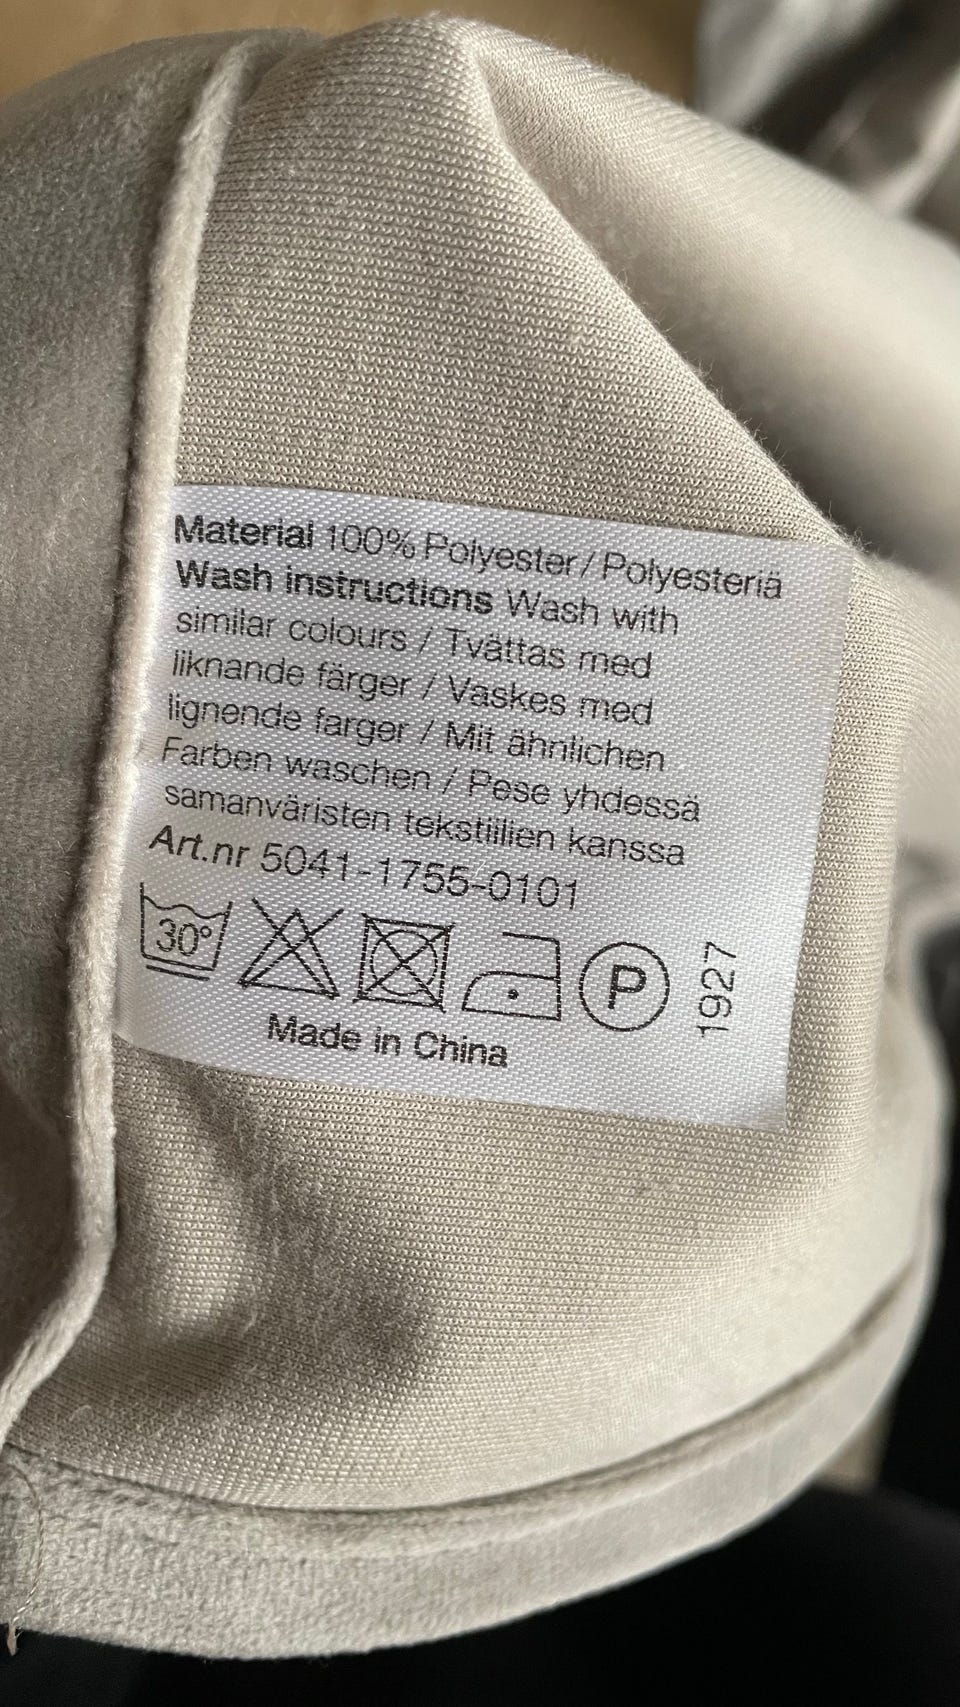 Material 100% Polyester / Polyesteriä
Wash instructions Wash with
similar colours / Tvättas med
liknande färger / Vaskes med
lignende farger / Mit ähnlichen
Farben waschen / Pese yhdessä
samanväristen tekstiilien kanssa
Art.nr 5041-1755-0101
30° P 1927
Made in China